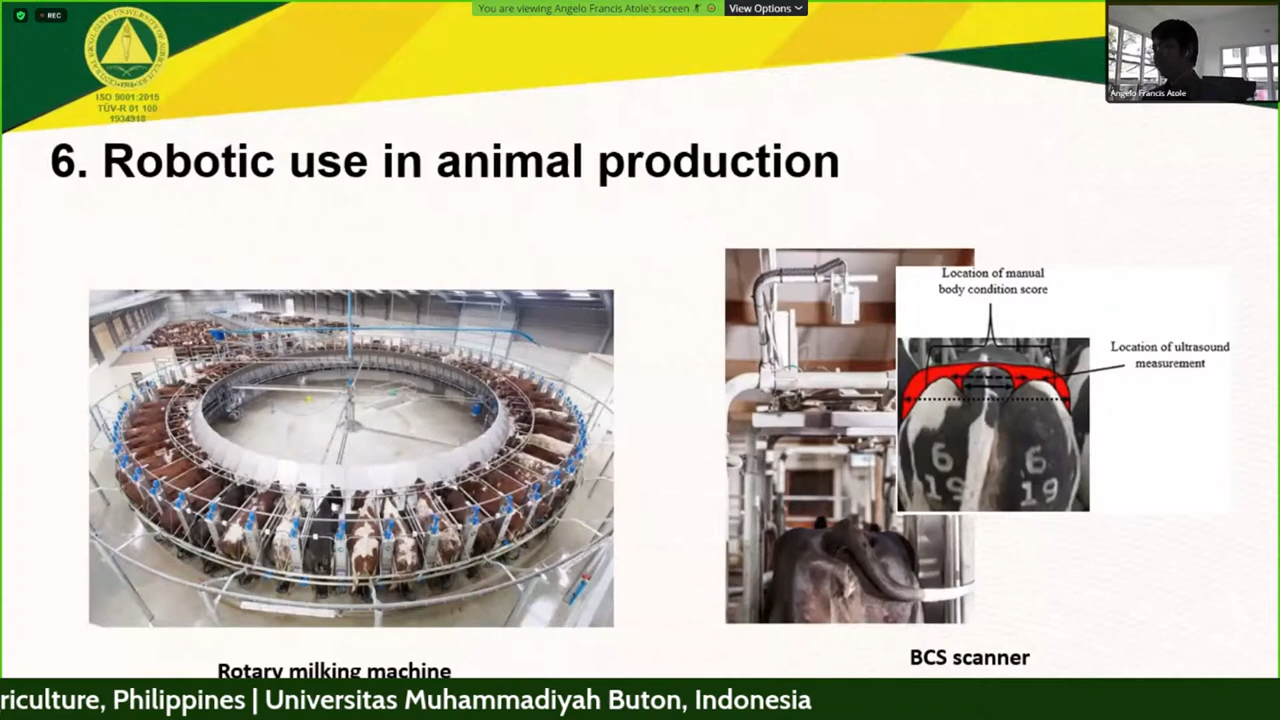 REC
You are viewing Angelo Francis Atole's screen
View Options
Angelo Francis Atole
ISO 9001:2015
TÜV-R 01 100
1934918
6. Robotic use in animal production
Location of manual
body condition score
Location of ultrasound
measurement
6 6
19 19
Rotary milking machine
BCS scanner
riculture, Philippines | Universitas Muhammadiyah Buton, Indonesia